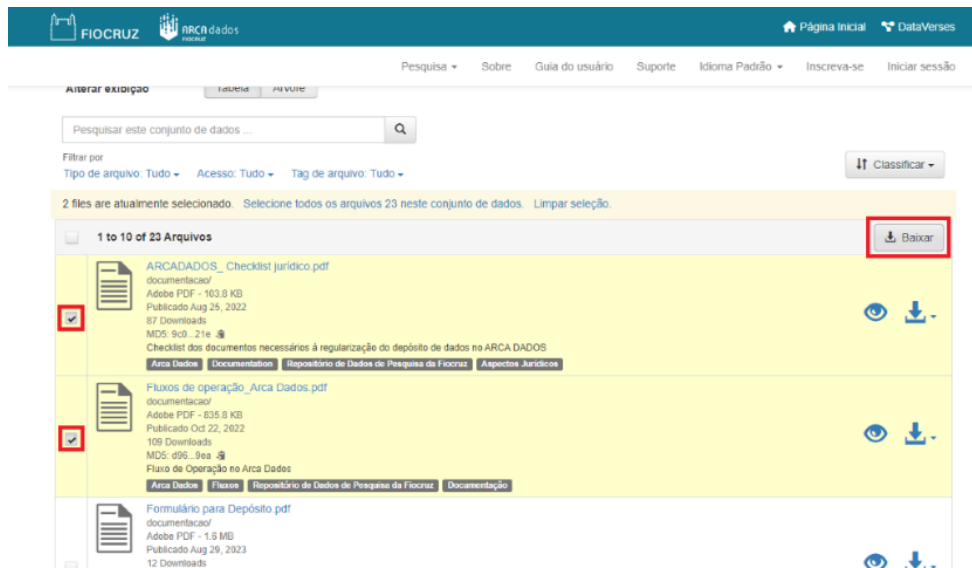 FIOCRUZ
ARCA dados
FIOCRUZ
Página Inicial
DataVerses
Pesquisa
Sobre
Guia do usuário
Suporte
Idioma Padrão
Inscreva-se
Iniciar sessão
Alterar exibição
Tabela
Árvore
Pesquisar este conjunto de dados ...
Filtrar por
Tipo de arquivo: Tudo
Acesso: Tudo
Tag de arquivo: Tudo
Classificar
2 files are atualmente selecionado. Selecione todos os arquivos 23 neste conjunto de dados. Limpar seleção.
1 to 10 of 23 Arquivos
Baixar
ARCADADOS_ Checklist jurídico.pdf
documentacao/
Adobe PDF - 103.8 KB
Publicado Aug 25, 2022
87 Downloads
MD5: 9c0...21e
Checklist dos documentos necessários à regularização do depósito de dados no ARCA DADOS
Arca Dados
Documentation
Repositório de Dados de Pesquisa da Fiocruz
Aspectos Jurídicos
Fluxos de operação_Arca Dados.pdf
documentacao/
Adobe PDF - 835.8 KB
Publicado Oct 22, 2022
109 Downloads
MD5: d96...9ea
Fluxo de Operação no Arca Dados
Arca Dados
Fluxos
Repositório de Dados de Pesquisa da Fiocruz
Documentação
Formulário para Depósito.pdf
documentacao/
Adobe PDF - 1.6 MB
Publicado Aug 29, 2023
12 Downloads